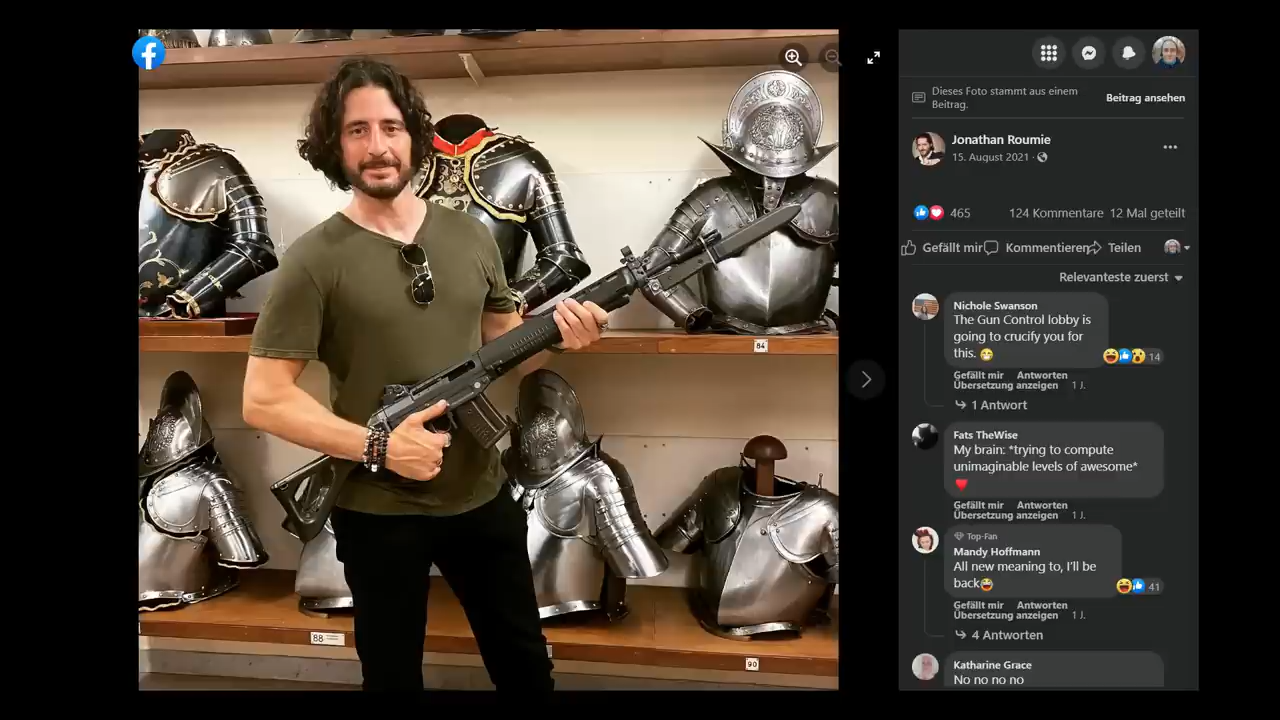 Dieses Foto stammt aus einem
Beitrag.
Beitrag ansehen
Jonathan Roumie
15. August 2021 ·
465
124 Kommentare 12 Mal geteilt
Gefällt mir Kommentieren Teilen
Relevanteste zuerst
Nichole Swanson
The Gun Control lobby is
going to crucify you for
this. 😁
14
Gefällt mir Antworten
Übersetzung anzeigen 1 J.
1 Antwort
Fats TheWise
My brain: *trying to compute
unimaginable levels of awesome*
♥️
Gefällt mir Antworten
Übersetzung anzeigen 1 J.
Top-Fan
Mandy Hoffmann
All new meaning to, I'll be
back😂
41
Gefällt mir Antworten
Übersetzung anzeigen 1 J.
4 Antworten
Katharine Grace
No no no no
84
88
90